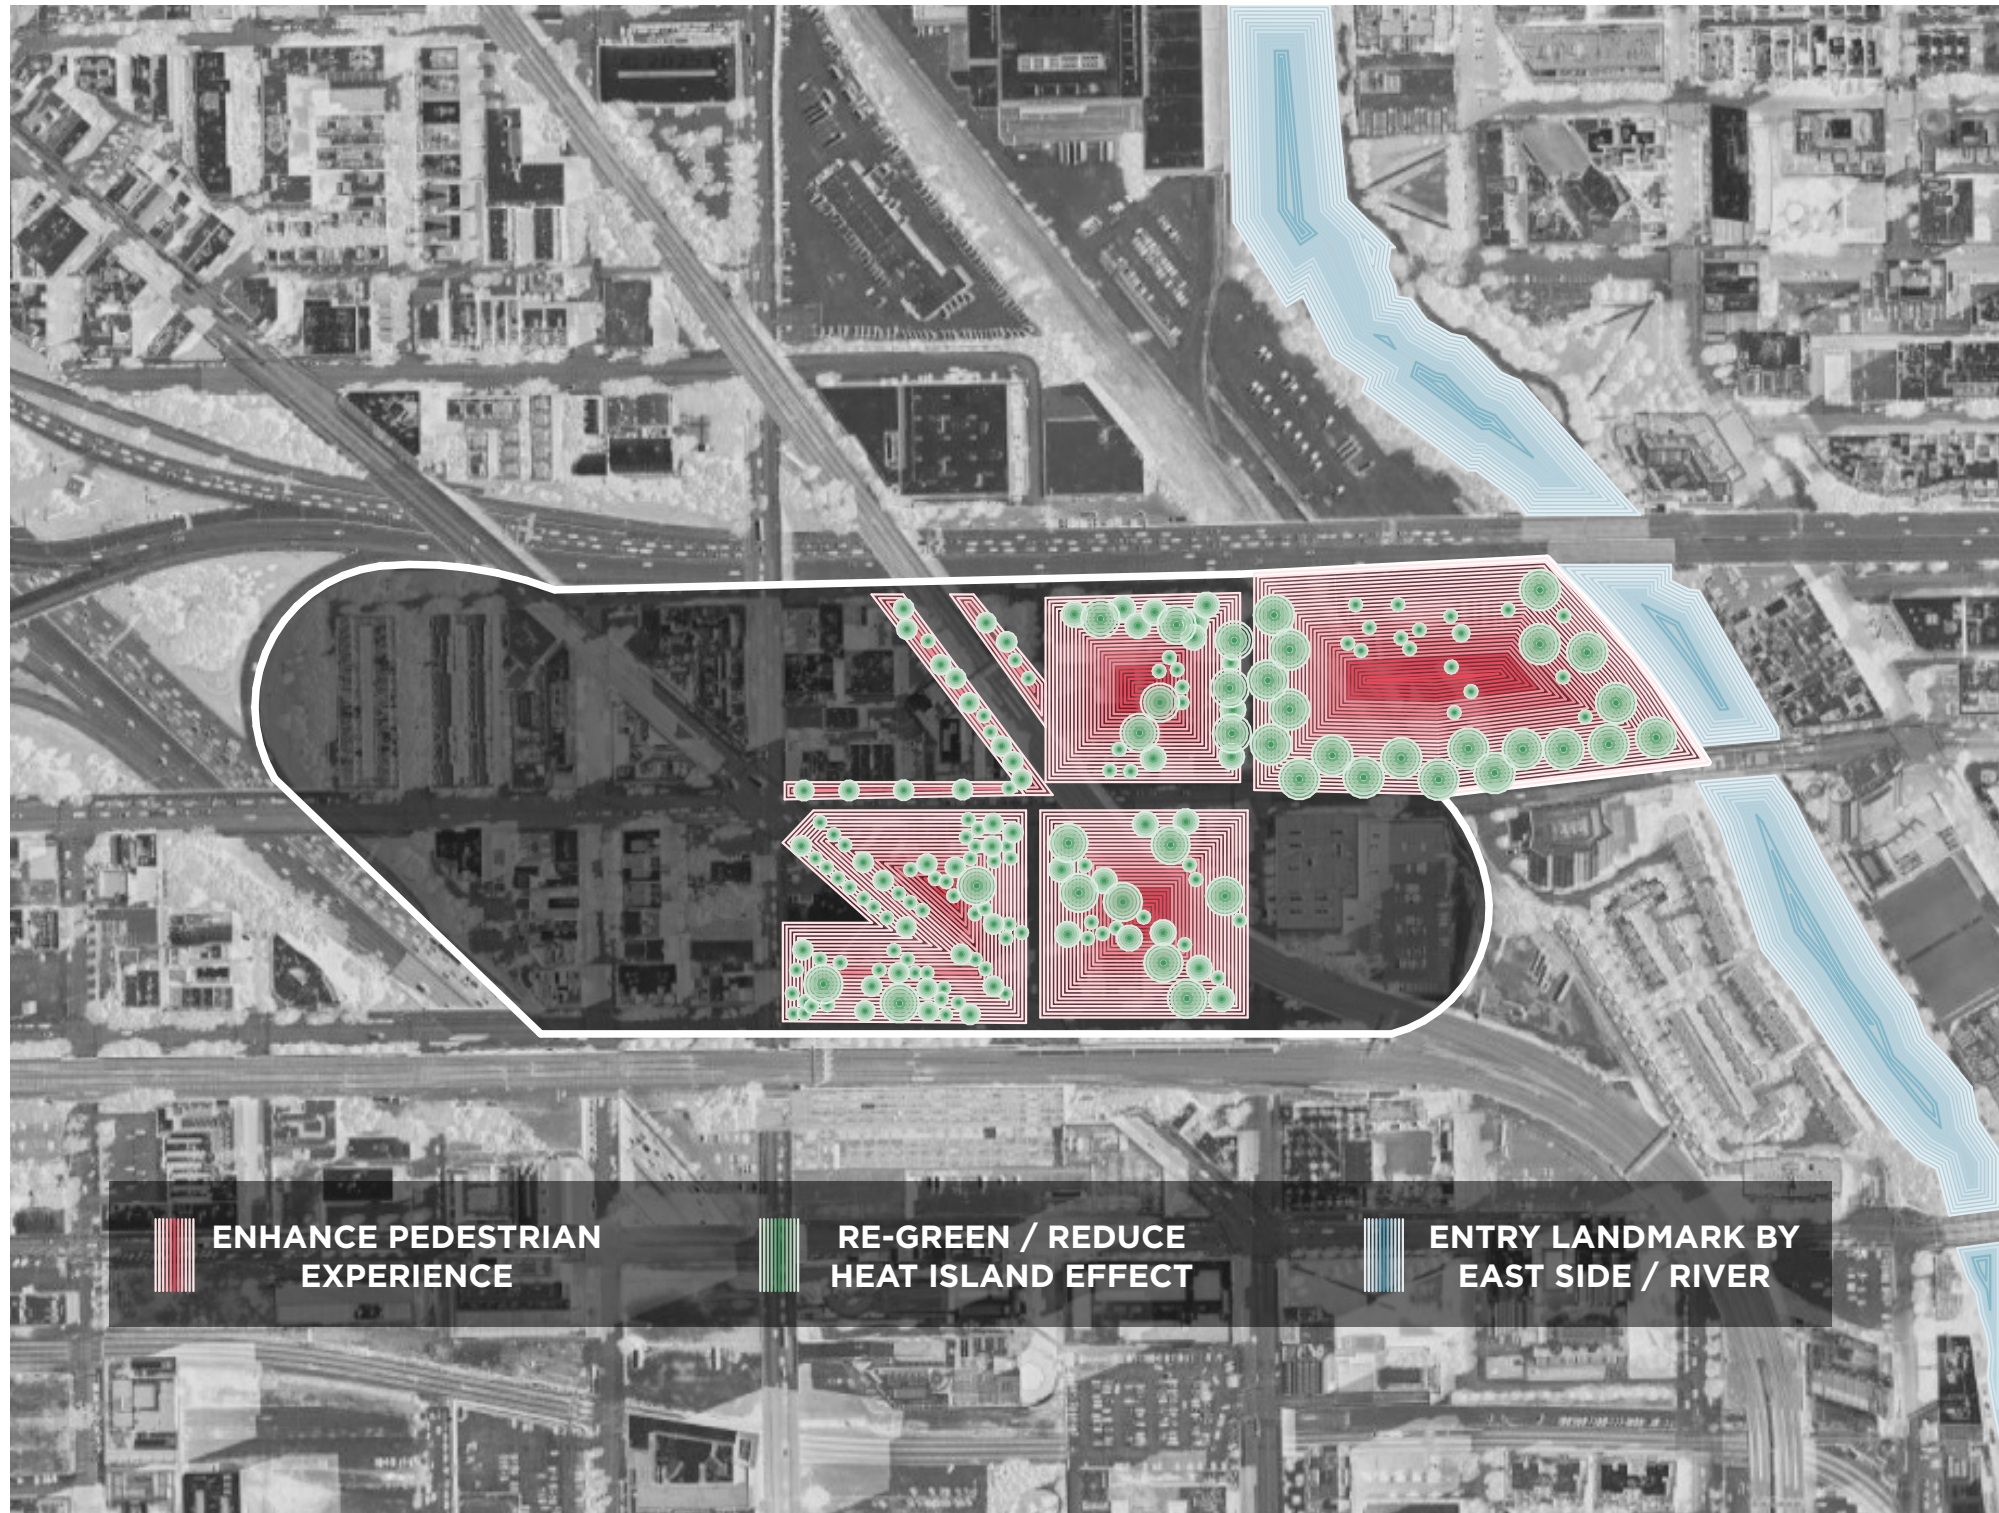 ENHANCE PEDESTRIAN
EXPERIENCE
RE-GREEN / REDUCE
HEAT ISLAND EFFECT
ENTRY LANDMARK BY
EAST SIDE / RIVER